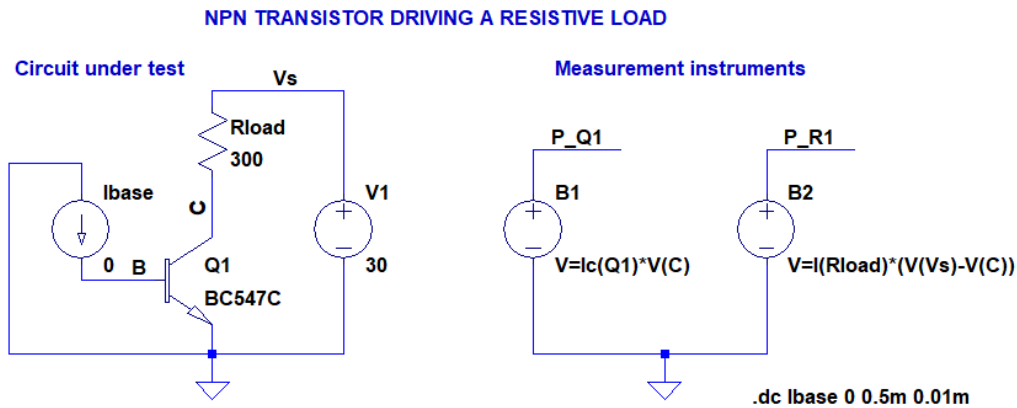 NPN TRANSISTOR DRIVING A RESISTIVE LOAD
Circuit under test
Measurement instruments
Vs
Rload
300
C
Ibase
0
B
Q1
BC547C
V1
30
P_Q1
B1
V=Ic(Q1)*V(C)
P_R1
B2
V=I(Rload)*(V(Vs)-V(C))
.dc Ibase 0 0.5m 0.01m